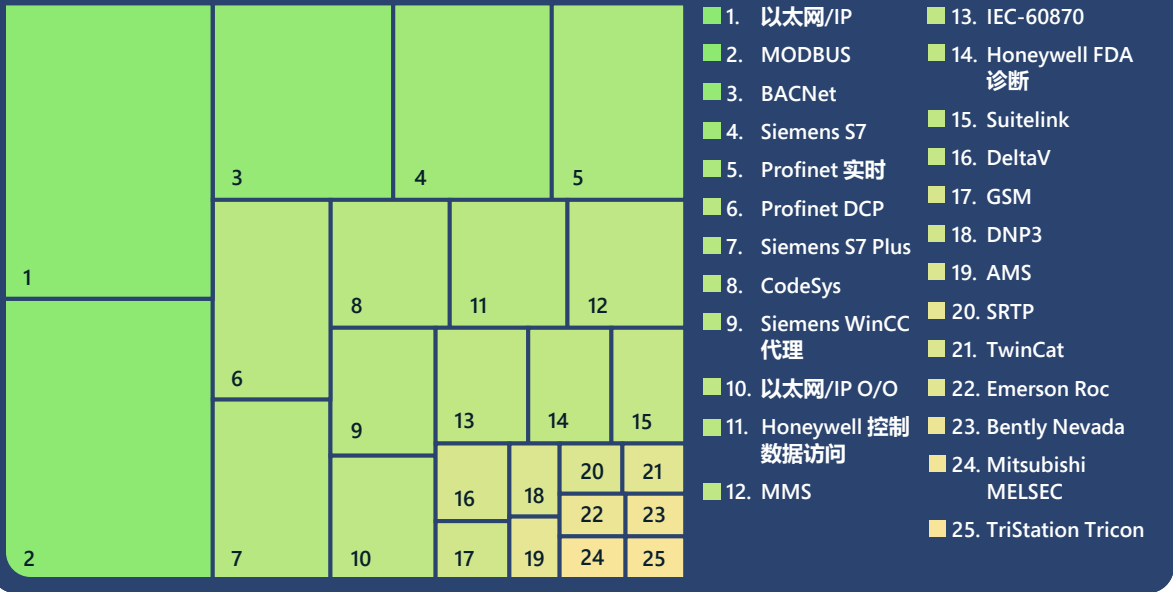 1
2
3
4
5
6
7
8
9
10
11
12
13
14
15
16
17
18
19
20
21
22
23
24
25
1. 以太网/IP
2. MODBUS
3. BACNet
4. Siemens S7
5. Profinet 实时
6. Profinet DCP
7. Siemens S7 Plus
8. CodeSys
9. Siemens WinCC
代理
10. 以太网/IP O/O
11. Honeywell 控制
数据访问
12. MMS
13. IEC-60870
14. Honeywell FDA
诊断
15. Suitelink
16. DeltaV
17. GSM
18. DNP3
19. AMS
20. SRTP
21. TwinCat
22. Emerson Roc
23. Bently Nevada
24. Mitsubishi
MELSEC
25. TriStation Tricon